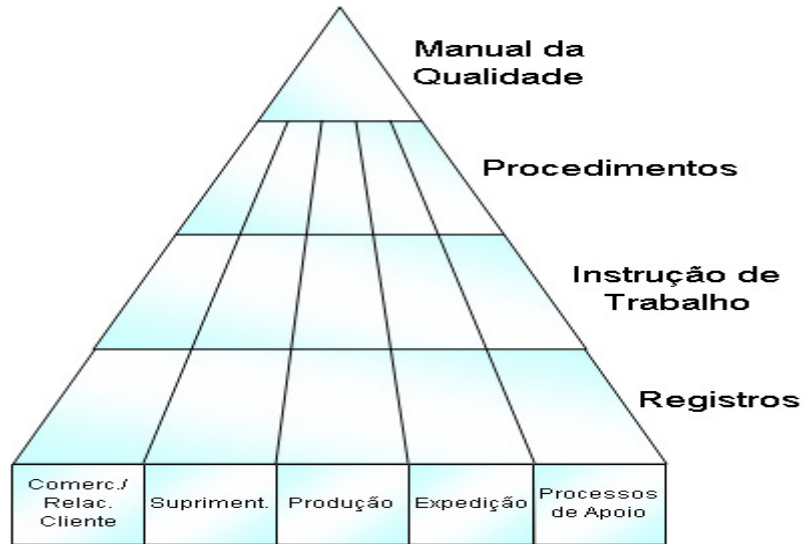 Manual da
Qualidade
Procedimentos
Instrução de
Trabalho
Registros
Comerc./
Relac.
Cliente
Supriment.
Produção
Expedição
Processos
de Apoio